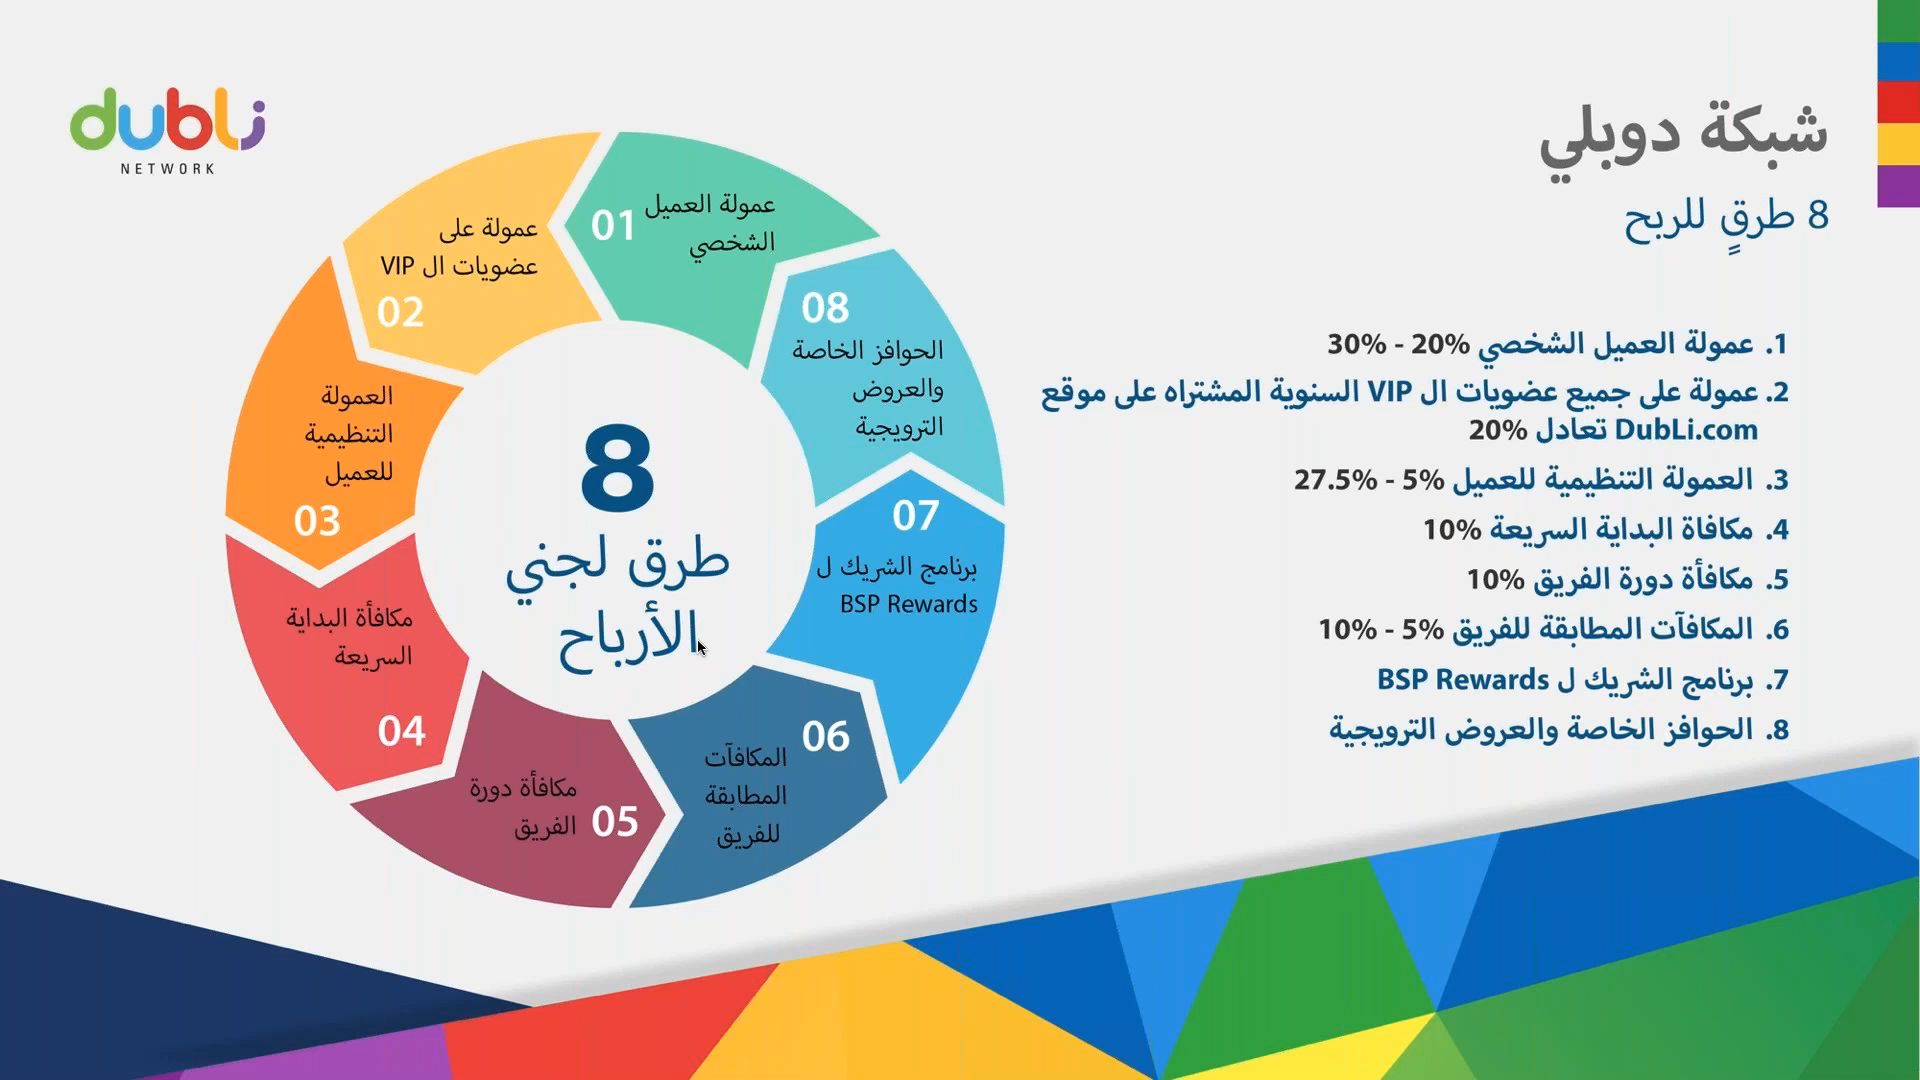 dubli
NETWORK
شبكة دوبلي
8 طرقٍ للربح
1. عمولة العميل الشخصي 20% - 30%
2. عمولة على جميع عضويات ال VIP السنوية المشتراه على موقع
DubLi.com تعادل 20%
3. العمولة التنظيمية للعميل 5% - 27.5%
4. مكافاة البداية السريعة 10%
5. مكافأة دورة الفريق 10%
6. المكافآت المطابقة للفريق 5% - 10%
7. برنامج الشريك ل BSP Rewards
8. الحوافز الخاصة والعروض الترويجية
8
طرق لجني
الأرباح
01
عمولة العميل
الشخصي
عمولة على
عضويات ال VIP
02
العمولة
التنظيمية
للعميل
03
مكافأة البداية
السريعة
04
مكافأة دورة
الفريق
05
06
المكافآت
المطابقة
للفريق
07
برنامج الشريك ل
BSP Rewards
08
الحوافز الخاصة
والعروض
الترويجية